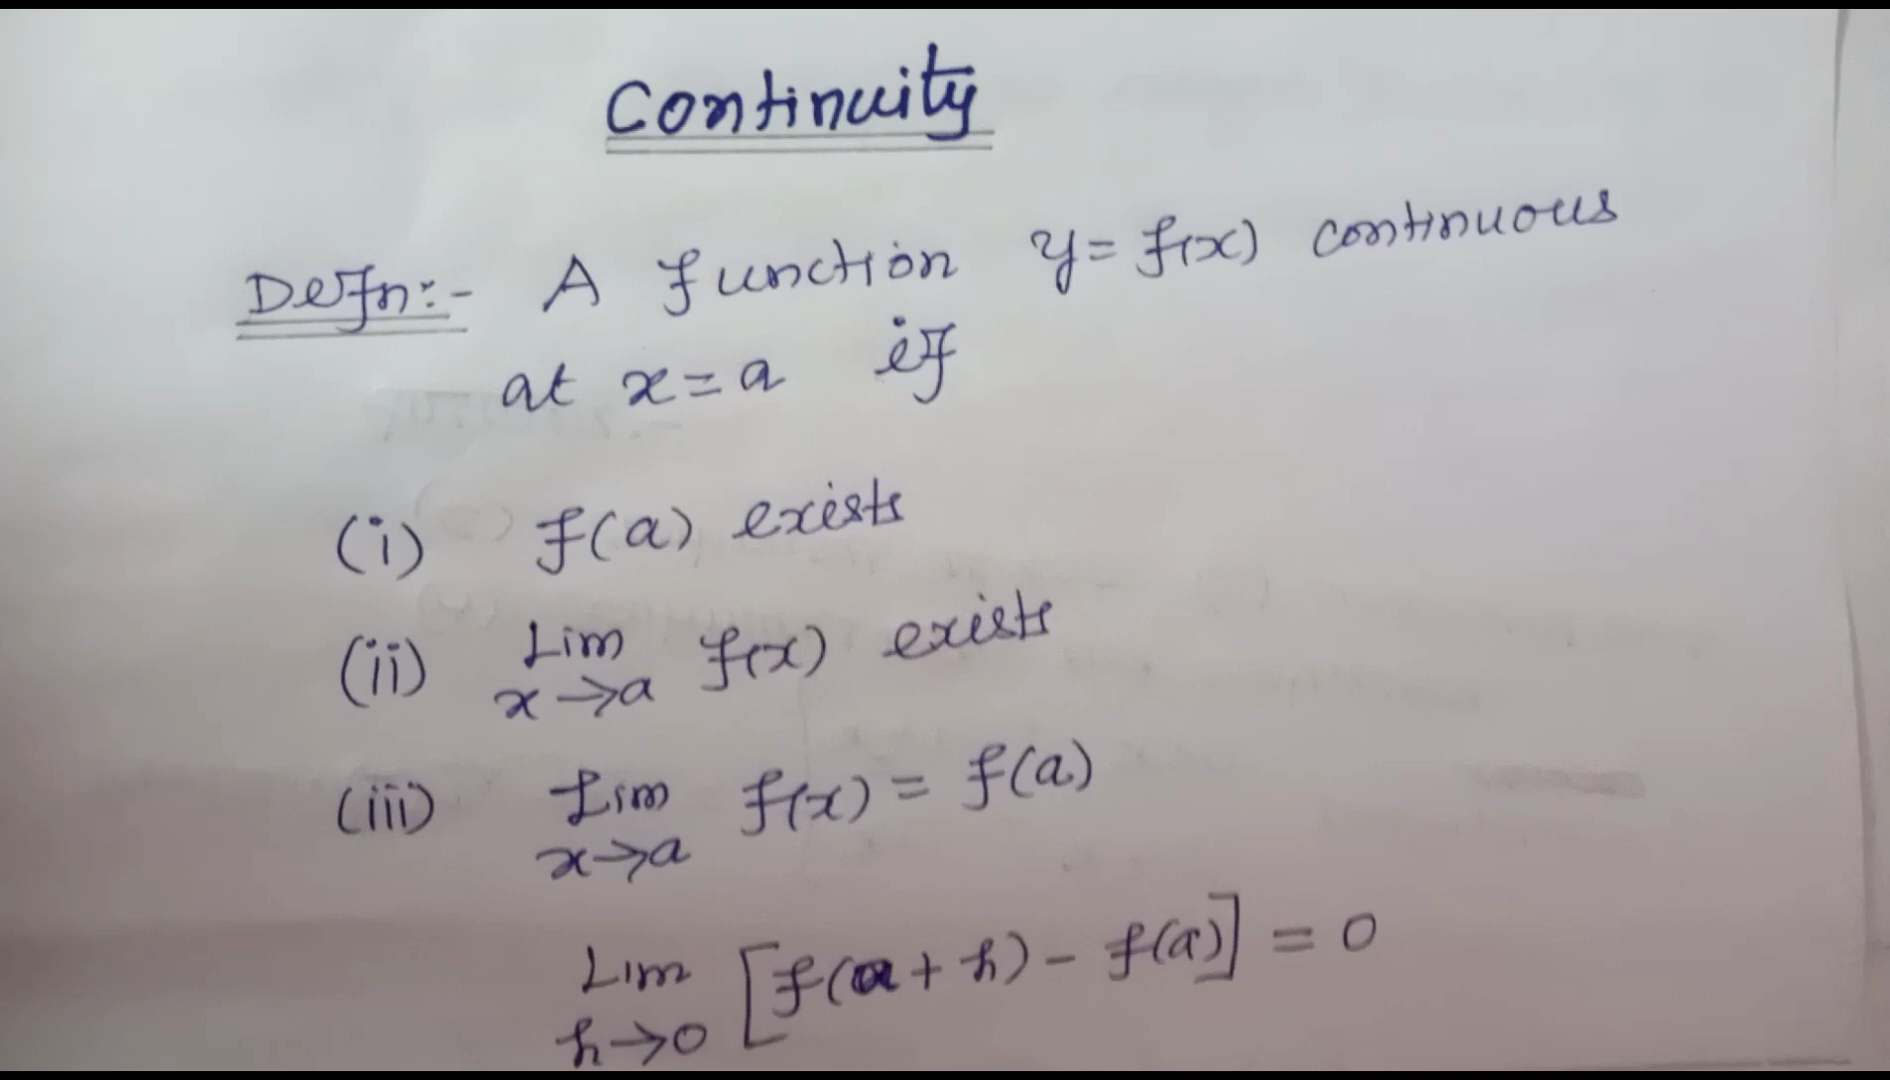 Continuity
Defn:- A function y = f(x) continuous
at x = a if
(i) f(a) exists
(ii) Lim f(x) exists
x→a
(iii) Lim f(x) = f(a)
x→a
Lim [f(a+h) - f(a)] = 0
h→0